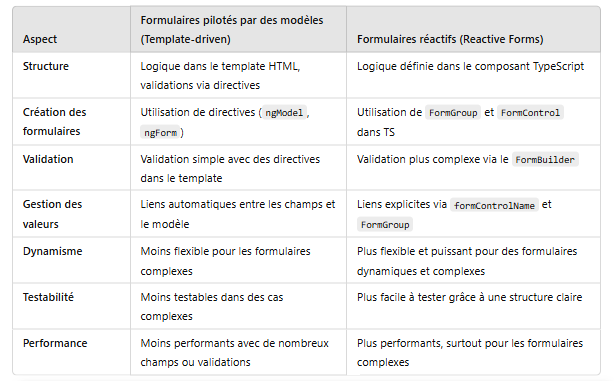 Aspect
Formulaires pilotés par des modèles
(Template-driven)
Formulaires réactifs (Reactive Forms)
Structure
Logique dans le template HTML,
validations via directives
Logique définie dans le composant TypeScript
Création des
formulaires
Utilisation de directives ( ngModel ,
ngForm )
Utilisation de FormGroup et FormControl
dans TS
Validation
Validation simple avec des directives
dans le template
Validation plus complexe via le FormBuilder
Gestion des
valeurs
Liens automatiques entre les champs et
le modèle
Liens explicites via formControlName et
FormGroup
Dynamisme
Moins flexible pour les formulaires
complexes
Plus flexible et puissant pour des formulaires
dynamiques et complexes
Testabilité
Moins testables dans des cas
complexes
Plus facile à tester grâce à une structure claire
Performance
Moins performants avec de nombreux
champs ou validations
Plus performants, surtout pour les formulaires
complexes